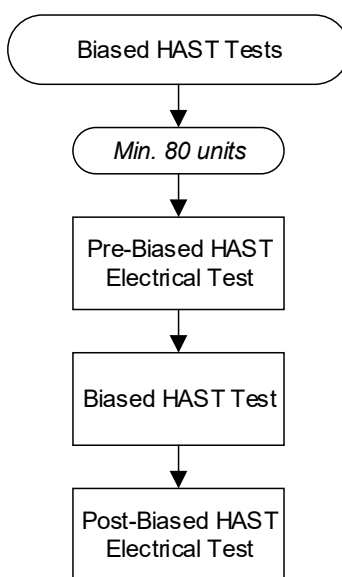 Biased HAST Tests
Min. 80 units
Pre-Biased HAST
Electrical Test
Biased HAST Test
Post-Biased HAST
Electrical Test